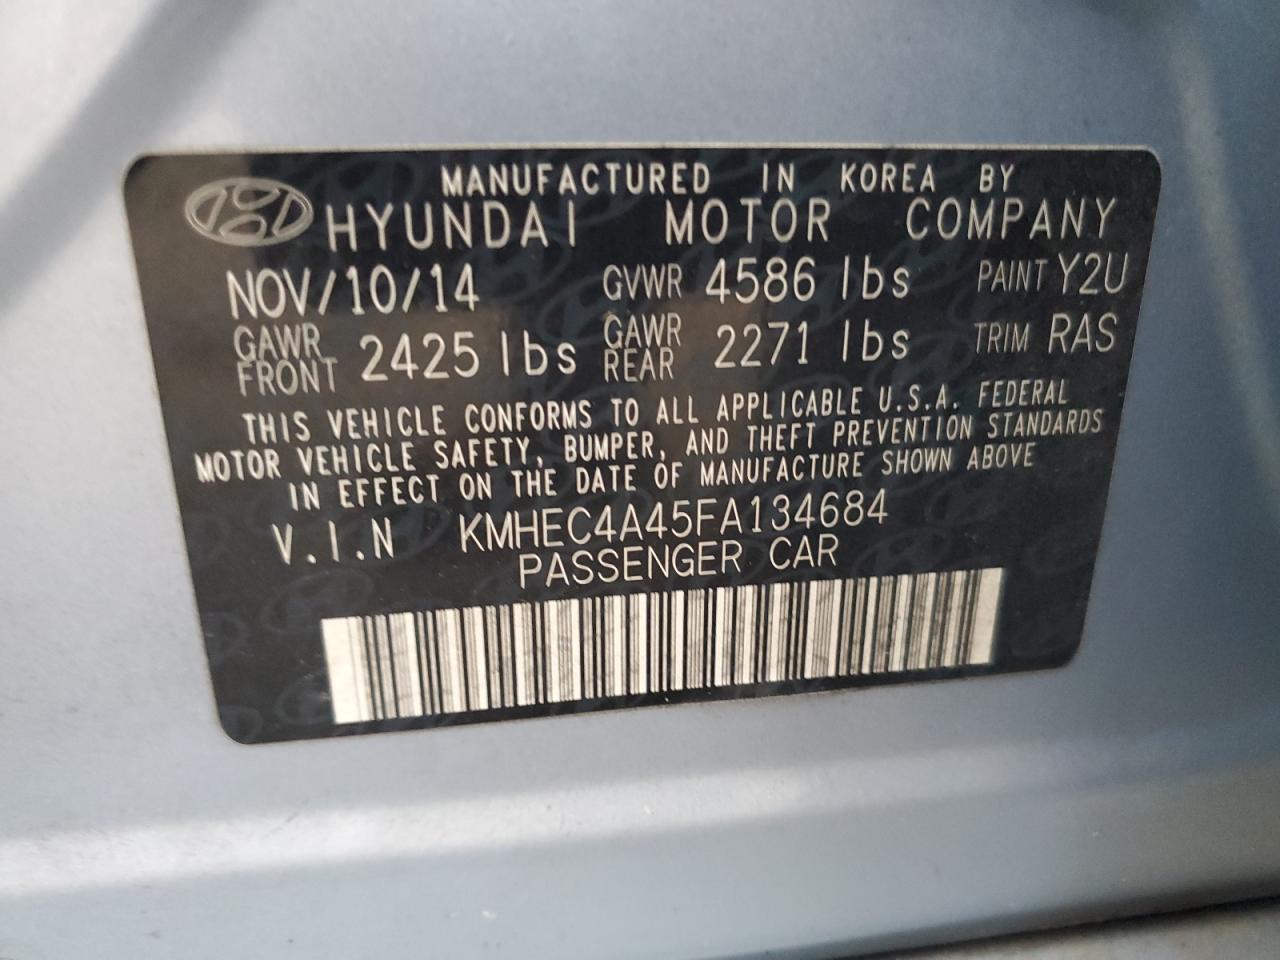 MANUFACTURED IN KOREA BY
HYUNDAI MOTOR COMPANY
NOV/10/14 GVWR 4586 lbs PAINT Y2U
GAWR FRONT 2425 lbs GAWR REAR 2271 lbs TRIM RAS
THIS VEHICLE CONFORMS TO ALL APPLICABLE U.S.A. FEDERAL
MOTOR VEHICLE SAFETY, BUMPER, AND THEFT PREVENTION STANDARDS
IN EFFECT ON THE DATE OF MANUFACTURE SHOWN ABOVE
V.I.N KMHEC4A45FA134684
PASSENGER CAR